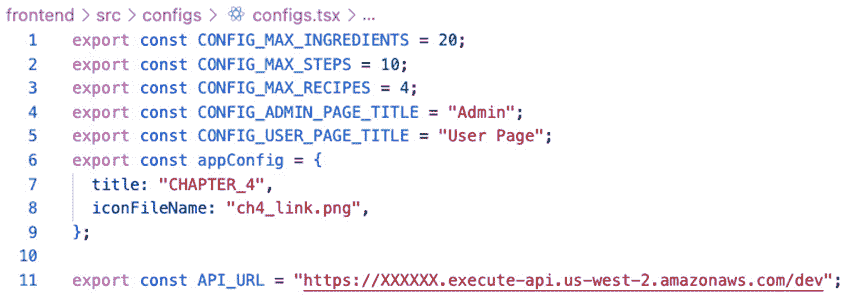 frontend > src > configs > configs.tsx > ...
1 export const CONFIG_MAX_INGREDIENTS = 20;
2 export const CONFIG_MAX_STEPS = 10;
3 export const CONFIG_MAX_RECIPES = 4;
4 export const CONFIG_ADMIN_PAGE_TITLE = "Admin";
5 export const CONFIG_USER_PAGE_TITLE = "User Page";
6 export const appConfig = {
7 title: "CHAPTER_4",
8 iconFileName: "ch4_link.png",
9 };
10
11 export const API_URL = "https://XXXXXX.execute-api.us-west-2.amazonaws.com/dev";